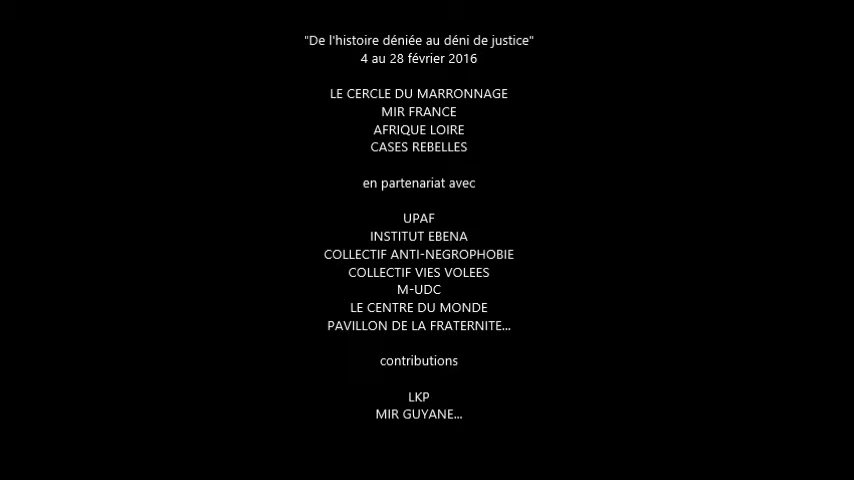 "De l'histoire déniée au déni de justice"
4 au 28 février 2016
LE CERCLE DU MARRONNAGE
MIR FRANCE
AFRIQUE LOIRE
CASES REBELLES
en partenariat avec
UPAF
INSTITUT EBENA
COLLECTIF ANTI-NEGROPHOBIE
COLLECTIF VIES VOLEES
M-UDC
LE CENTRE DU MONDE
PAVILLON DE LA FRATERNITE...
contributions
LKP
MIR GUYANE...